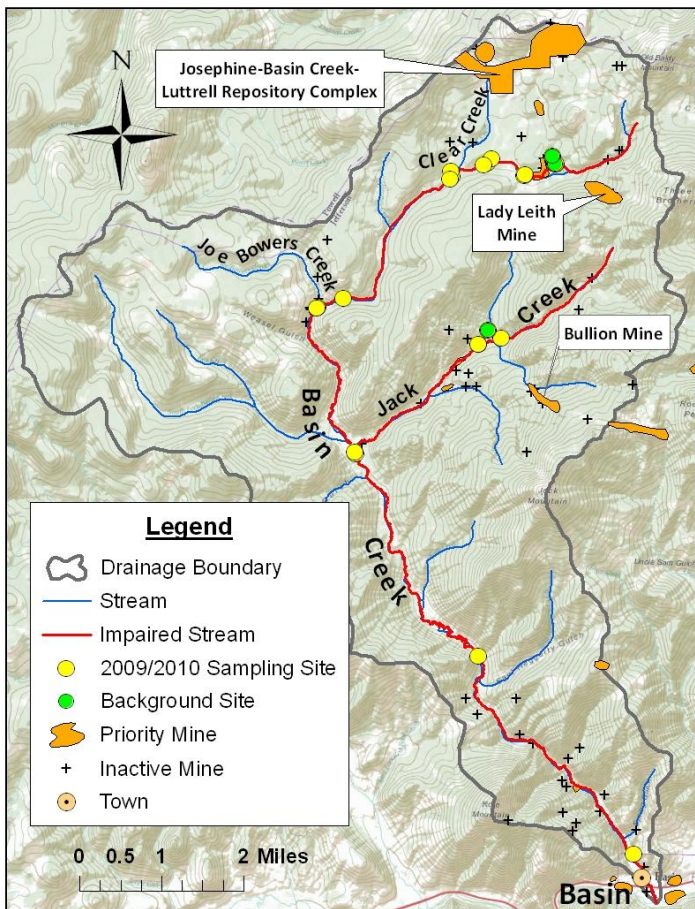 N
Josephine-Basin Creek-
Luttrell Repository Complex
Clear Creek
Lady Leith
Mine
Joe Bowers Creek
Creek
Bullion Mine
Jack
Basin
Creek
Jack
Mountain
Legend
Drainage Boundary
Stream
Impaired Stream
2009/2010 Sampling Site
Background Site
Priority Mine
Inactive Mine
Town
0 0.5 1 2 Miles
Basin